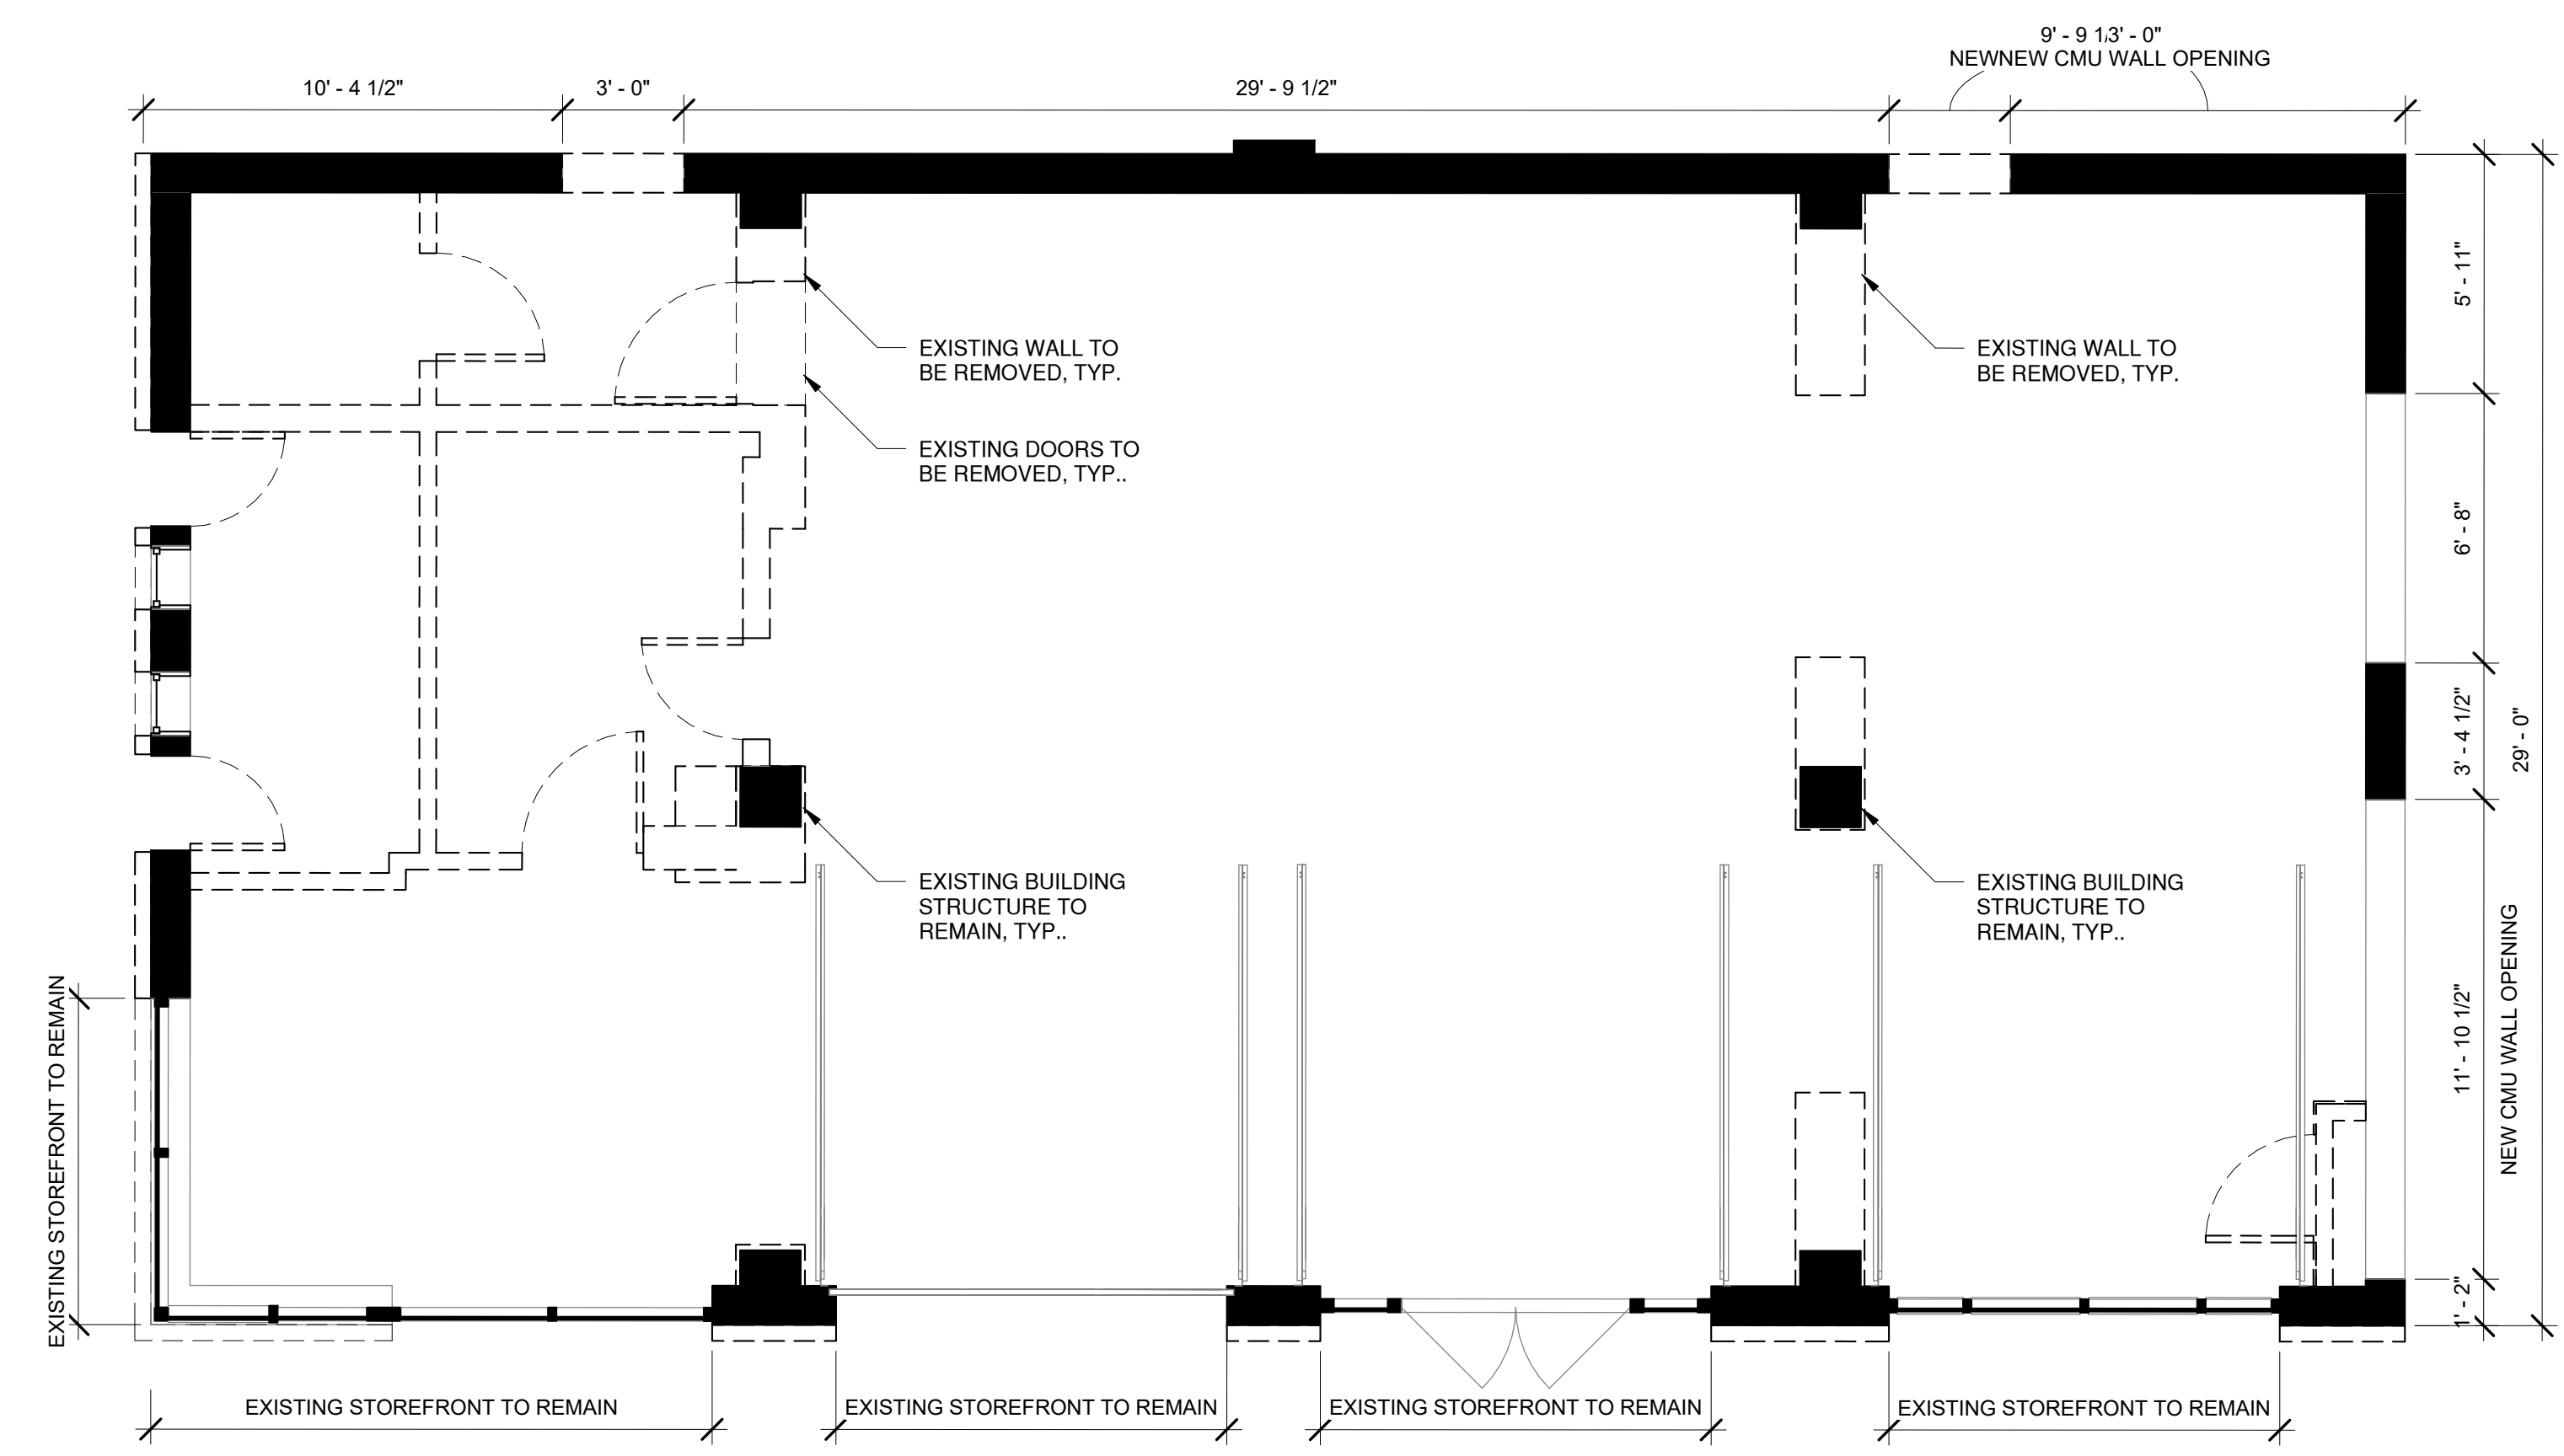 9' - 9 1/3' - 0"
NEWNEW CMU WALL OPENING
10' - 4 1/2"
3' - 0"
29' - 9 1/2"
EXISTING WALL TO
BE REMOVED, TYP.
EXISTING WALL TO
BE REMOVED, TYP.
EXISTING DOORS TO
BE REMOVED, TYP..
5' - 11"
6' - 8"
3' - 4 1/2"
29' - 0"
EXISTING BUILDING
STRUCTURE TO
REMAIN, TYP..
EXISTING BUILDING
STRUCTURE TO
REMAIN, TYP..
NEW CMU WALL OPENING
11' - 10 1/2"
1' - 2"
EXISTING STOREFRONT TO REMAIN
EXISTING STOREFRONT TO REMAIN
EXISTING STOREFRONT TO REMAIN
EXISTING STOREFRONT TO REMAIN
EXISTING STOREFRONT TO REMAIN